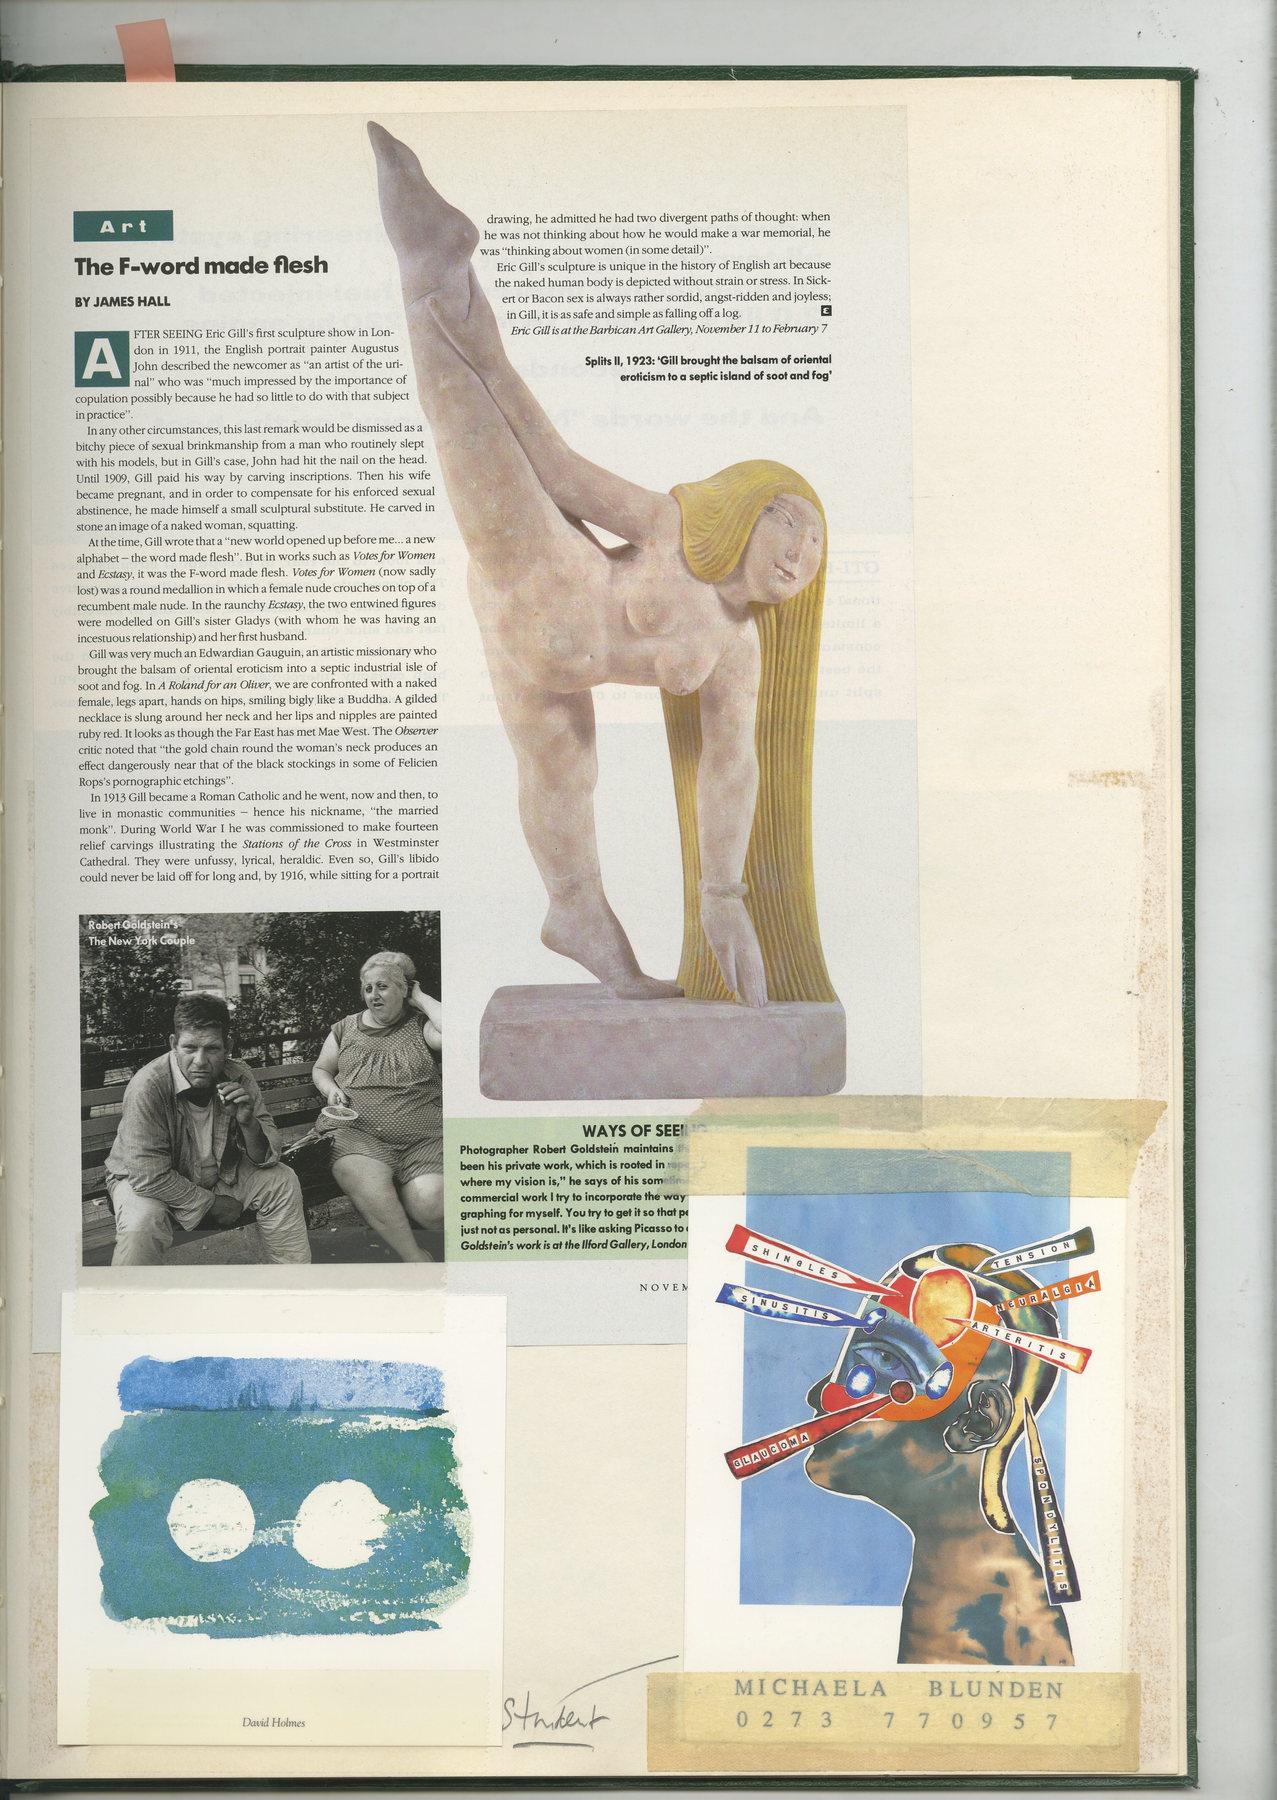 Art
The F-word made flesh
BY JAMES HALL
AFTER SEEING Eric Gill's first sculpture show in Lon-
don in 1911, the English portrait painter Augustus
John described the newcomer as "an artist of the uri-
nal" who was "much impressed by the importance of
copulation possibly because he had so little to do with that subject
in practice".
In any other circumstances, this last remark would be dismissed as a
bitchy piece of sexual brinkmanship from a man who routinely slept
with his models, but in Gill's case, John had hit the nail on the head.
Until 1909, Gill paid his way by carving inscriptions. Then his wife
became pregnant, and in order to compensate for his enforced sexual
abstinence, he made himself a small sculptural substitute. He carved in
stone an image of a naked woman, squatting.
At the time, Gill wrote that a "new world opened up before me... a new
alphabet – the word made flesh". But in works such as Votes for Women
and Ecstasy, it was the F-word made flesh. Votes for Women (now sadly
lost) was a round medallion in which a female nude crouches on top of a
recumbent male nude. In the raunchy Ecstasy, the two entwined figures
were modelled on Gill's sister Gladys (with whom he was having an
incestuous relationship) and her first husband.
Gill was very much an Edwardian Gauguin, an artistic missionary who
brought the balsam of oriental eroticism into a septic industrial isle of
soot and fog. In A Roland for an Oliver, we are confronted with a naked
female, legs apart, hands on hips, smiling bigly like a Buddha. A gilded
necklace is slung around her neck and her lips and nipples are painted
ruby red. It looks as though the Far East has met Mae West. The Observer
critic noted that "the gold chain round the woman's neck produces an
effect dangerously near that of the black stockings in some of Felicien
Rops's pornographic etchings".
In 1913 Gill became a Roman Catholic and he went, now and then, to
live in monastic communities – hence his nickname, "the married
monk". During World War I he was commissioned to make fourteen
relief carvings illustrating the Stations of the Cross in Westminster
Cathedral. They were unfussy, lyrical, heraldic. Even so, Gill's libido
could never be laid off for long and, by 1916, while sitting for a portrait
drawing, he admitted he had two divergent paths of thought: when
he was not thinking about how he would make a war memorial, he
was "thinking about women (in some detail)".
Eric Gill's sculpture is unique in the history of English art because
the naked human body is depicted without strain or stress. In Sick-
ert or Bacon sex is always rather sordid, angst-ridden and joyless;
in Gill, it is as safe and simple as falling off a log. E
Eric Gill is at the Barbican Art Gallery, November 11 to February 7
Splits II, 1923: 'Gill brought the balsam of oriental
eroticism to a septic island of soot and fog'
Robert Goldstein's
The New York Couple
WAYS OF SEEIN
Photographer Robert Goldstein maintains
been his private work, which is rooted in
where my vision is," he says of his some
commercial work I try to incorporate the way
graphing for myself. You try to get it so that pe
just not as personal. It's like asking Picasso to
Goldstein's work is at the Ilford Gallery, London
NOVEM
SHINGLES
TENSION
SINUSITIS
NEURALGIA
ARTERITIS
GLAUCOMA
SPONDYLITIS
MICHAELA BLUNDEN
0273 770957
David Holmes
Student